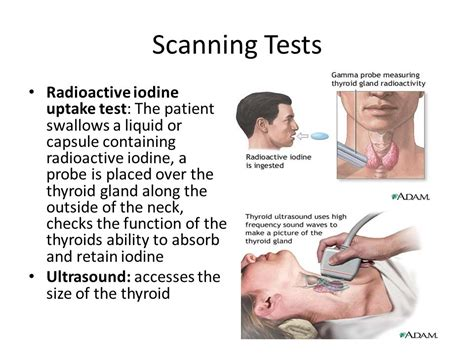 Scanning Tests
• Radioactive iodine
uptake test: The patient
swallows a liquid or
capsule containing
radioactive iodine, a
probe is placed over the
thyroid gland along the
outside of the neck,
checks the function of the
thyroids ability to absorb
and retain iodine
• Ultrasound: accesses the
size of the thyroid
Gamma probe measuring
thyroid gland radioactivity
Radioactive iodine
is ingested
ADAM.
Thyroid ultrasound uses high
frequency sound waves to
make a picture of the
thyroid gland
ADAM.